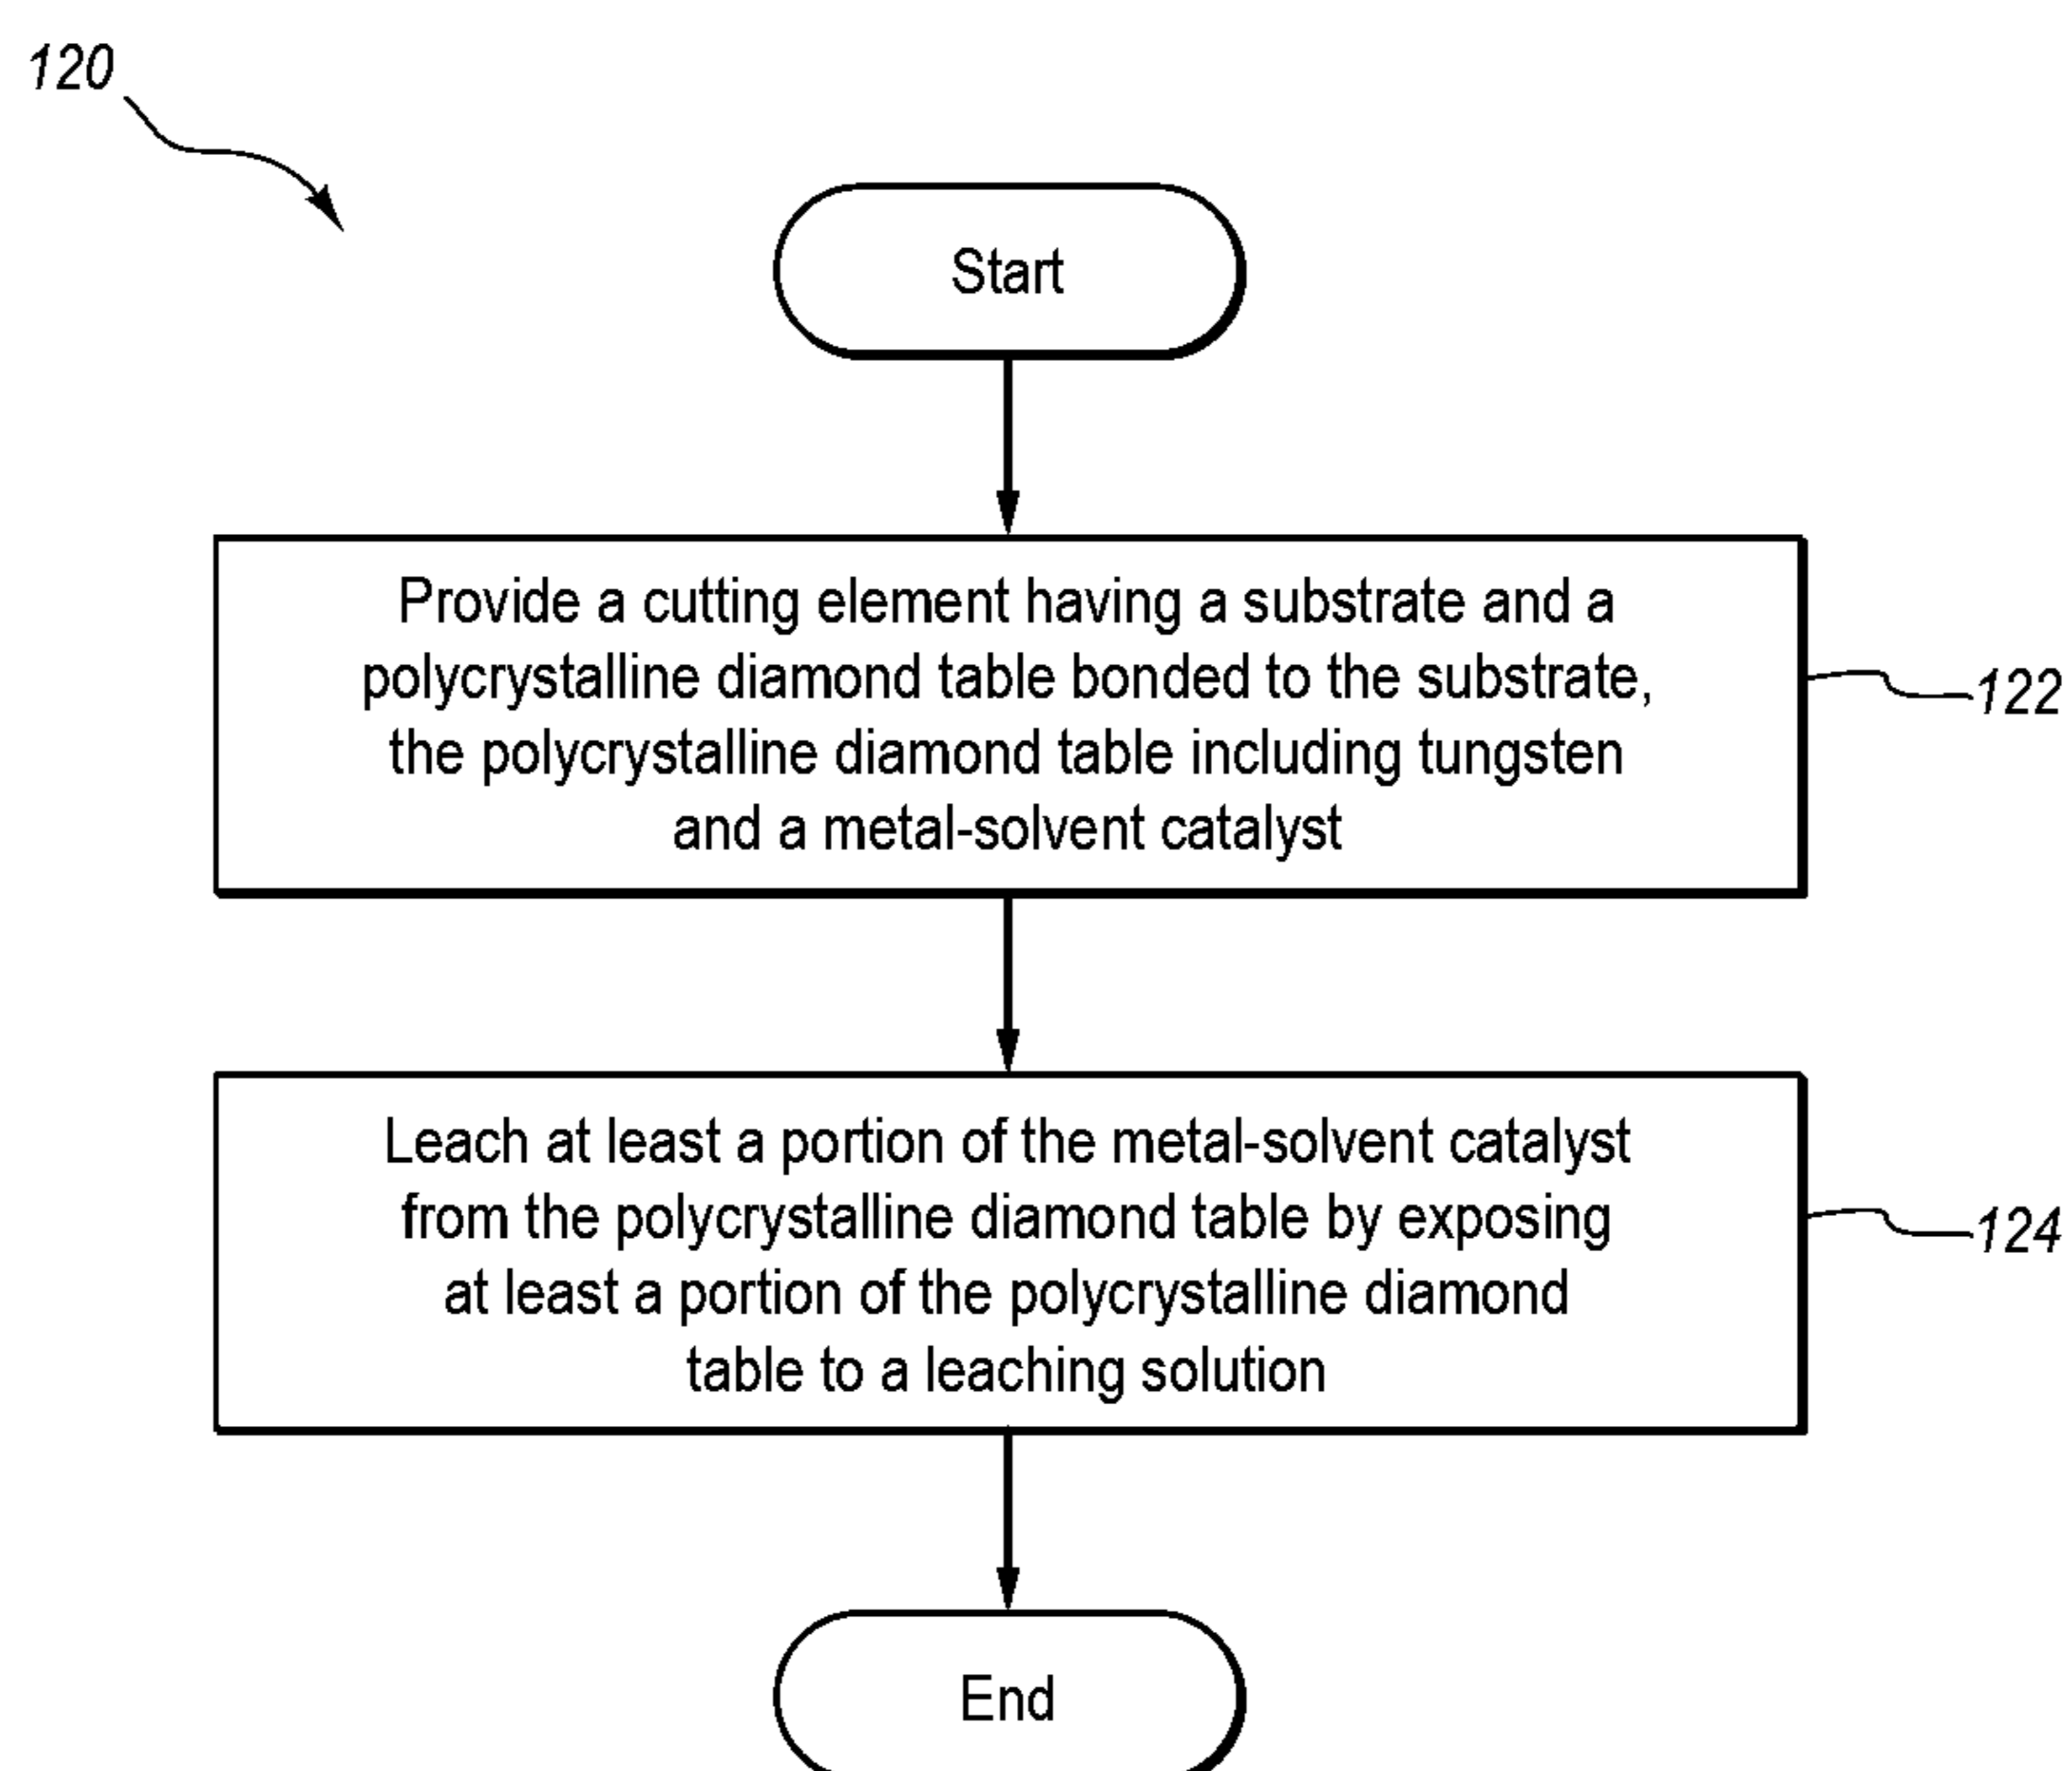 120
Start
Provide a cutting element having a substrate and a
polycrystalline diamond table bonded to the substrate,
the polycrystalline diamond table including tungsten
and a metal-solvent catalyst
122
Leach at least a portion of the metal-solvent catalyst
from the polycrystalline diamond table by exposing
at least a portion of the polycrystalline diamond
table to a leaching solution
124
End